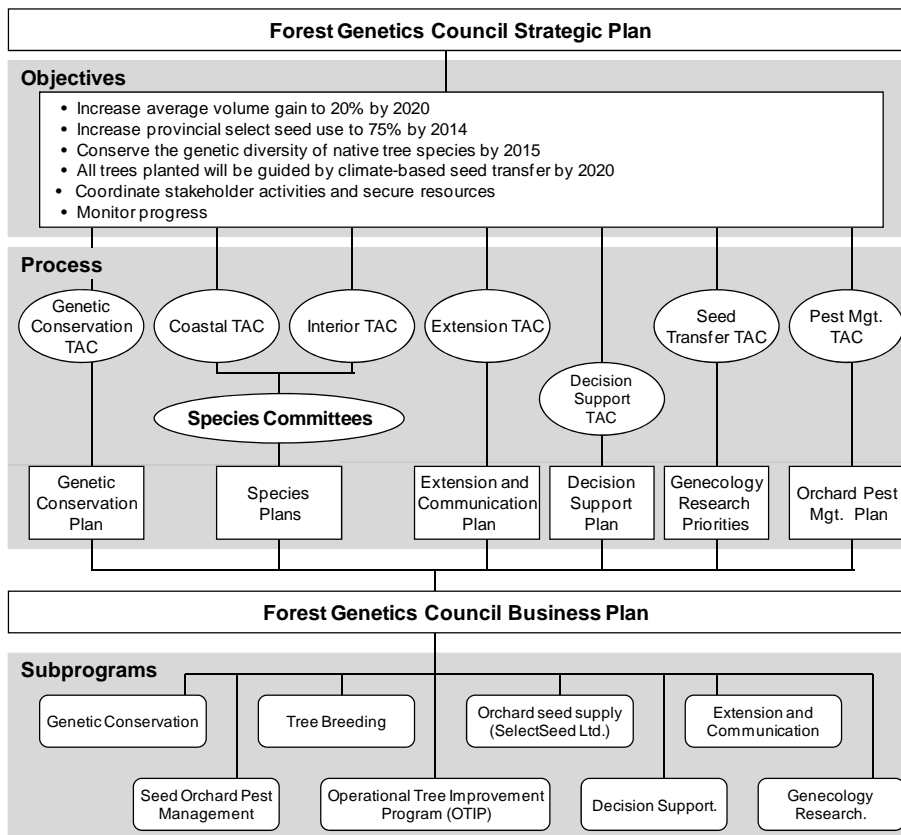 Forest Genetics Council Strategic Plan
Objectives
• Increase average volume gain to 20% by 2020
• Increase provincial select seed use to 75% by 2014
• Conserve the genetic diversity of native tree species by 2015
• All trees planted will be guided by climate-based seed transfer by 2020
• Coordinate stakeholder activities and secure resources
• Monitor progress
Process
Genetic
Conservation
TAC
Coastal TAC
Interior TAC
Extension TAC
Decision
Support
TAC
Seed
Transfer TAC
Pest Mgt.
TAC
Species Committees
Genetic
Conservation
Plan
Species
Plans
Extension and
Communication
Plan
Decision
Support
Plan
Genecology
Research
Priorities
Orchard Pest
Mgt. Plan
Forest Genetics Council Business Plan
Subprograms
Genetic Conservation
Tree Breeding
Orchard seed supply
(SelectSeed Ltd.)
Extension and
Communication
Seed Orchard Pest
Management
Operational Tree Improvement
Program (OTIP)
Decision Support.
Genecology
Research.